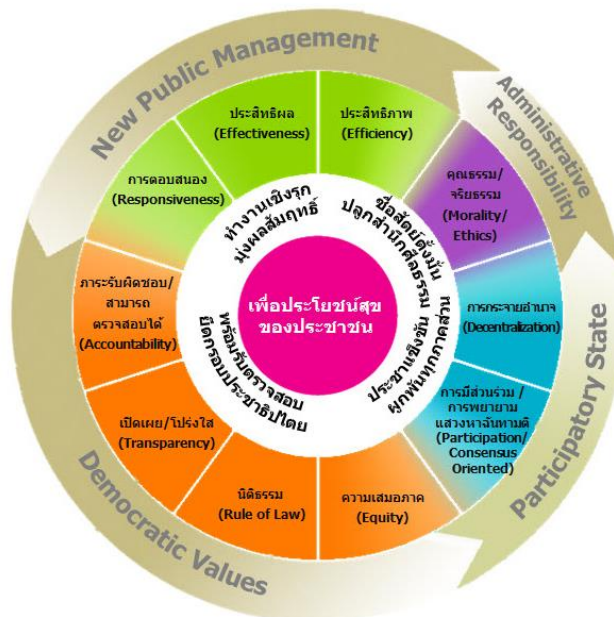 New Public Management
Administrative
Responsibility
Participatory State
Democratic Values
ประสิทธิผล
(Effectiveness)
ประสิทธิภาพ
(Efficiency)
คุณธรรม/
จริยธรรม
(Morality/
Ethics)
การกระจายอำนาจ
(Decentralization)
การมีส่วนร่วม /
การพยายาม
แสวงหาฉันทามติ
(Participation/
Consensus
Oriented)
ความเสมอภาค
(Equity)
นิติธรรม
(Rule of Law)
เปิดเผย/โปร่งใส
(Transparency)
ภาระรับผิดชอบ/
สามารถ
ตรวจสอบได้
(Accountability)
การตอบสนอง
(Responsiveness)
ทำงานเชิงรุก
มุ่งผลสัมฤทธิ์
ซื่อสัตย์ตั้งมั่น
ปลูกสำนึกศีลธรรม
ประชาแข็งขัน
ผูกพันทุกภาคส่วน
พร้อมรับตรวจสอบ
ยึดกรอบประชาธิปไตย
เพื่อประโยชน์สุข
ของประชาชน